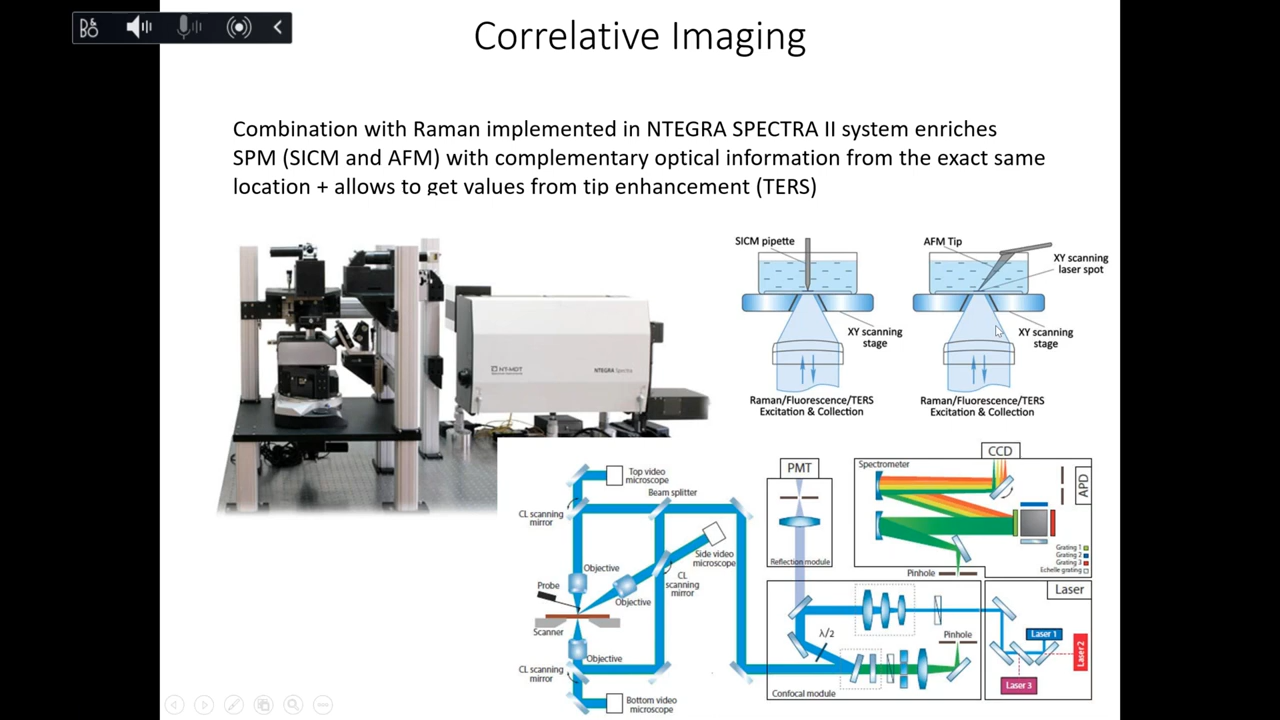 B&O
Correlative Imaging
Combination with Raman implemented in NTEGRA SPECTRA II system enriches
SPM (SICM and AFM) with complementary optical information from the exact same
location + allows to get values from tip enhancement (TERS)
SICM pipette
XY scanning
stage
Raman/Fluorescence/TERS
Excitation & Collection
AFM Tip
XY scanning
laser spot
XY scanning
stage
Raman/Fluorescence/TERS
Excitation & Collection
NT-MDT
NTEGRA Spectra
Top video
microscope
Beam splitter
CL scanning
mirror
Side video
microscope
Objective
CL
scanning
mirror
Probe
Objective
Scanner
Objective
CL scanning
mirror
Bottom video
microscope
PMT
Reflection module
CCD
Spectrometer
APD
Grating 1
Grating 2
Grating 3
Echelle grating
Pinhole
Laser
λ/2
Pinhole
Laser 1
Laser 2
Laser 3
Confocal module